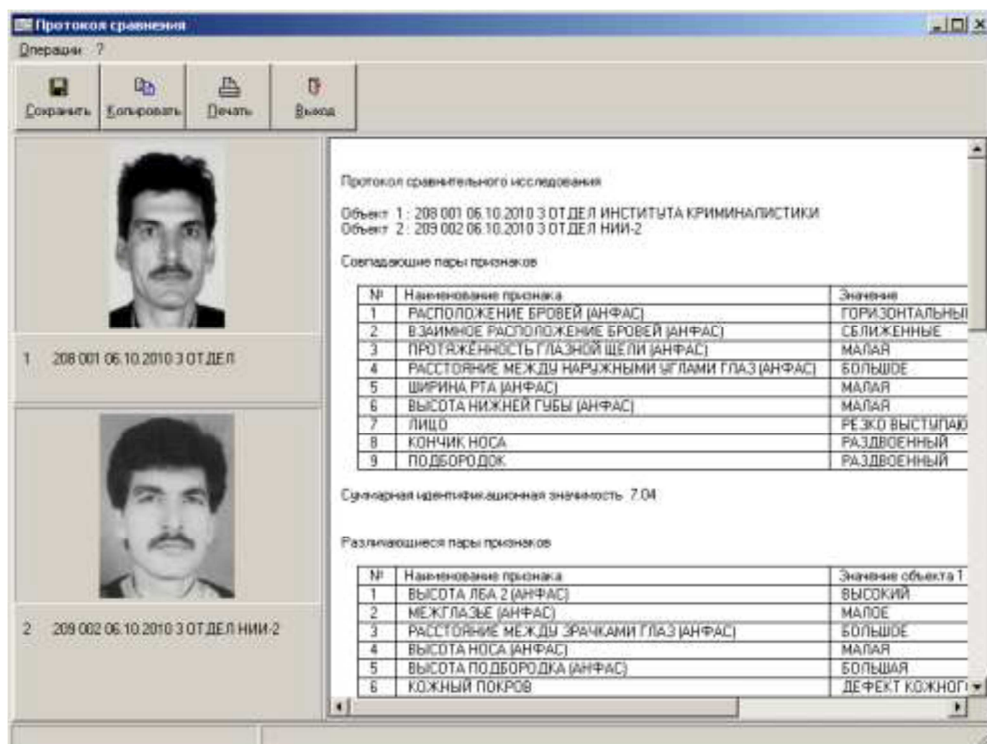 Протокол сравнения
Операции ?
Сохранить Копировать Печать Выход
1 208 001 06.10.2010 3 ОТДЕЛ
2 209 002 06.10.2010 3 ОТДЕЛ НИИ-2
Протокол сравнительного исследования
Объект 1 : 208 001 06.10.2010 3 ОТДЕЛ ИНСТИТУТА КРИМИНАЛИСТИКИ
Объект 2 : 209 002 06.10.2010 3 ОТДЕЛ НИИ-2
Совпадающие пары признаков
№ Наименование признака Значение
1 РАСПОЛОЖЕНИЕ БРОВЕЙ (АНФАС) ГОРИЗОНТАЛЬНЫ
2 ВЗАИМНОЕ РАСПОЛОЖЕНИЕ БРОВЕЙ (АНФАС) СБЛИЖЕННЫЕ
3 ПРОТЯЖЁННОСТЬ ГЛАЗНОЙ ЩЕЛИ (АНФАС) МАЛАЯ
4 РАССТОЯНИЕ МЕЖДУ НАРУЖНЫМИ УГЛАМИ ГЛАЗ (АНФАС) БОЛЬШОЕ
5 ШИРИНА РТА (АНФАС) МАЛАЯ
6 ВЫСОТА НИЖНЕЙ ГУБЫ (АНФАС) МАЛАЯ
7 ЛИЦО РЕЗКО ВЫСТУПАЮ
8 КОНЧИК НОСА РАЗДВОЕННЫЙ
9 ПОДБОРОДОК РАЗДВОЕННЫЙ
Суммарная идентификационная значимость 7.04
Различающиеся пары признаков
№ Наименование признака Значение объекта 1
1 ВЫСОТА ЛБА 2 (АНФАС) ВЫСОКИЙ
2 МЕЖГЛАЗЬЕ (АНФАС) МАЛОЕ
3 РАССТОЯНИЕ МЕЖДУ ЗРАЧКАМИ ГЛАЗ (АНФАС) БОЛЬШОЕ
4 ВЫСОТА НОСА (АНФАС) МАЛАЯ
5 ВЫСОТА ПОДБОРОДКА (АНФАС) БОЛЬШАЯ
6 КОЖНЫЙ ПОКРОВ ДЕФЕКТ КОЖНОГ